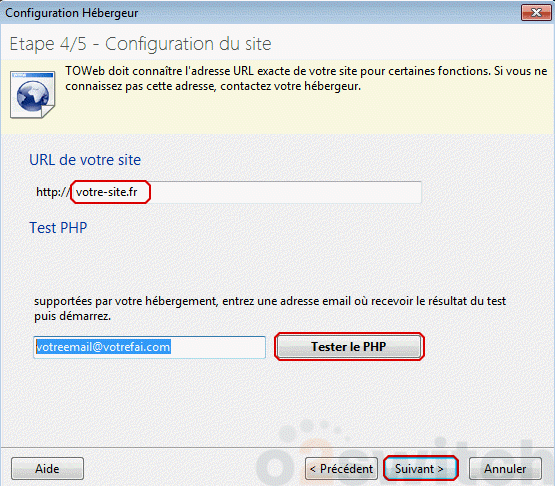 Configuration Hébergeur
Etape 4/5 - Configuration du site
TOWeb doit connaître l'adresse URL exacte de votre site pour certaines fonctions. Si vous ne
connaissez pas cette adresse, contactez votre hébergeur.
URL de votre site
http:// votre-site.fr
Test PHP
supportées par votre hébergement, entrez une adresse email où recevoir le résultat du test
puis démarrez.
votreemail@votrefai.com Tester le PHP
o2switch
Aide < Précédent Suivant > Annuler